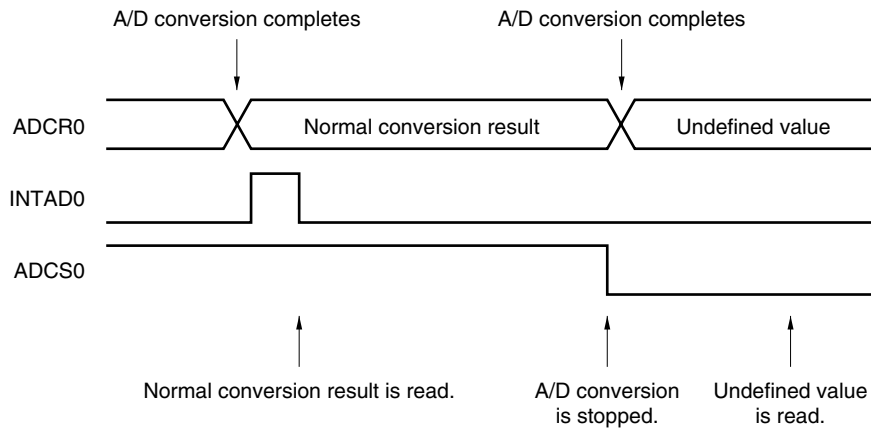 A/D conversion completes A/D conversion completes
ADCR0 Normal conversion result Undefined value
INTAD0
ADCS0
Normal conversion result is read. A/D conversion Undefined value
is stopped. is read.